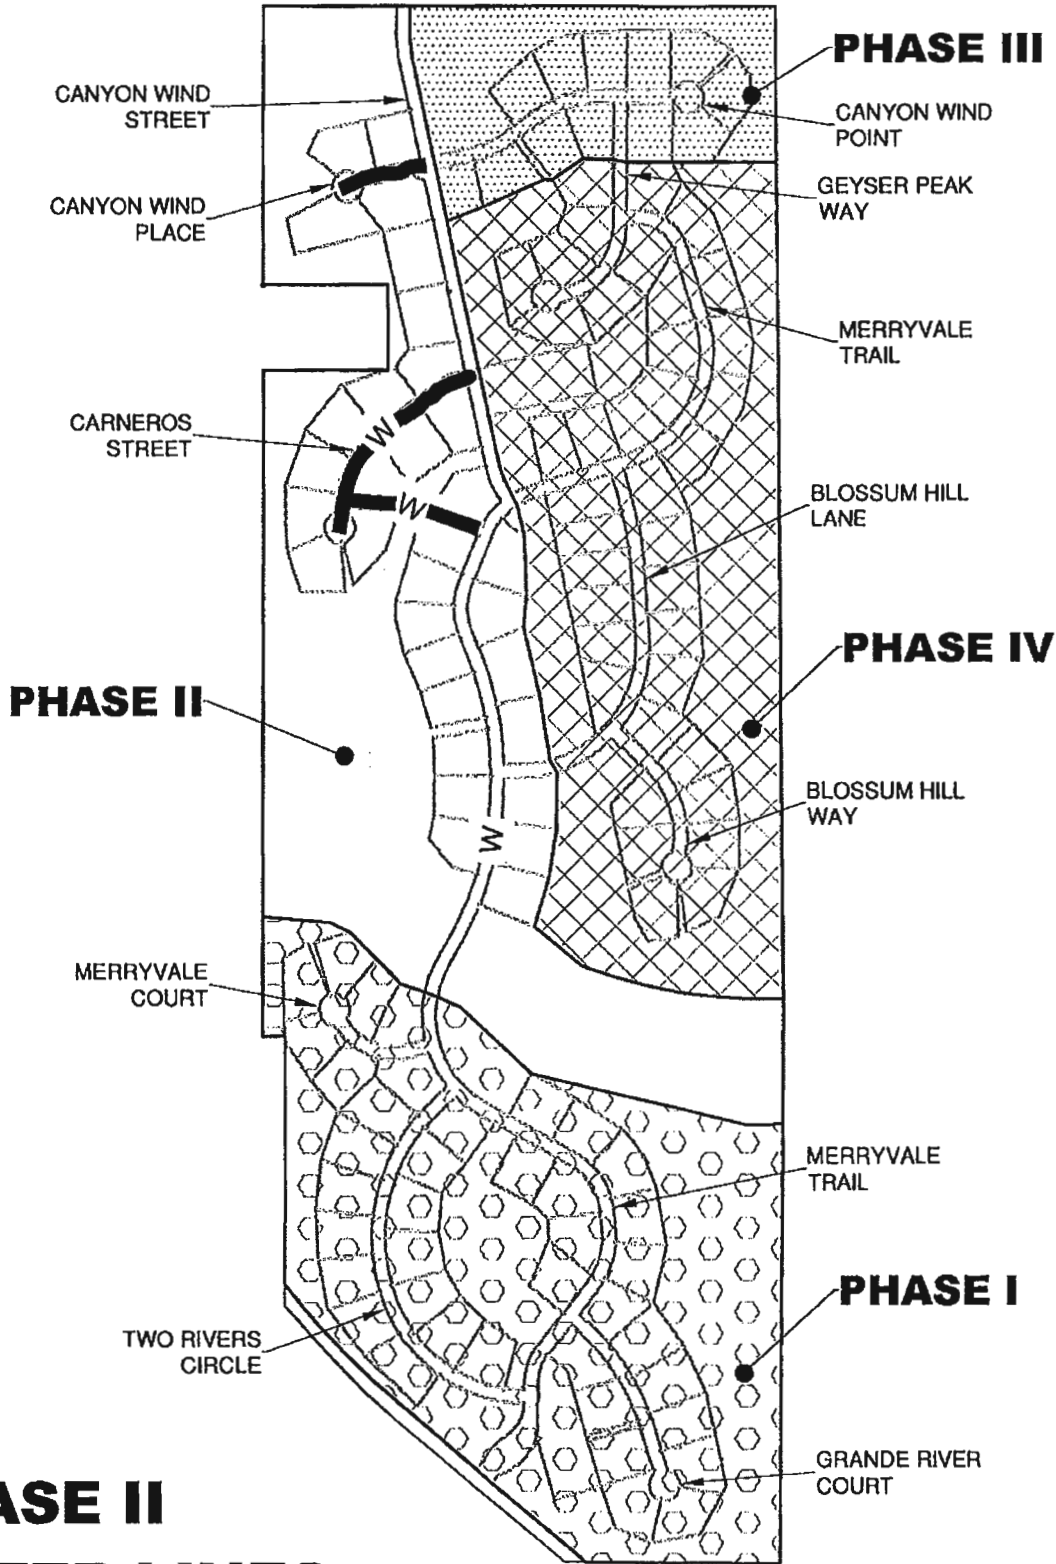 PHASE III
CANYON WIND
STREET
CANYON WIND
POINT
GEYSER PEAK
WAY
CANYON WIND
PLACE
MERRYVALE
TRAIL
CARNEROS
STREET
W
W
BLOSSUM HILL
LANE
PHASE IV
PHASE II
BLOSSUM HILL
WAY
W
MERRYVALE
COURT
MERRYVALE
TRAIL
PHASE I
TWO RIVERS
CIRCLE
GRANDE RIVER
COURT
ASE II